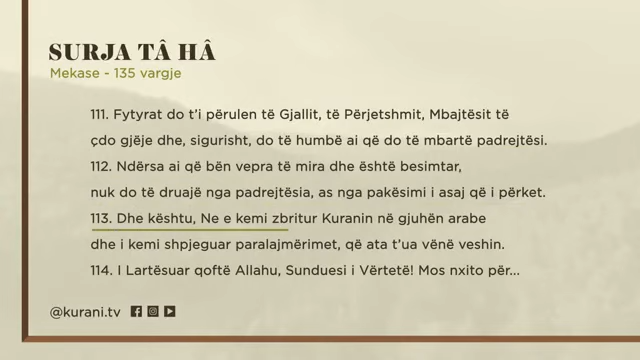 SURJA TÂ HÂ
Mekase - 135 vargje
111. Fytyrat do t'i përulen të Gjallit, të Përjetshmit, Mbajtësit të
çdo gjëje dhe, sigurisht, do të humbë ai që do të mbartë padrejtësi.
112. Ndërsa ai që bën vepra të mira dhe është besimtar,
nuk do të druajë nga padrejtësia, as nga pakësimi i asaj që i përket.
113. Dhe kështu, Ne e kemi zbritur Kuranin në gjuhën arabe
dhe i kemi shpjeguar paralajmërimet, që ata t'ua vënë veshin.
114. I Lartësuar qoftë Allahu, Sunduesi i Vërtetë! Mos nxito për...
@kurani.tv